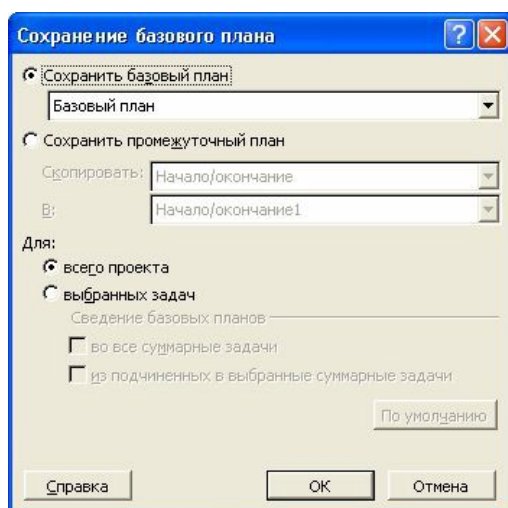 Сохранение базового плана
Сохранить базовый план
Базовый план
Сохранить промежуточный план
Скопировать: Начало/окончание
В: Начало/окончание1
Для:
всего проекта
выбранных задач
Сведение базовых планов
во все суммарные задачи
из подчиненных в выбранные суммарные задачи
По умолчанию
Справка ОК Отмена